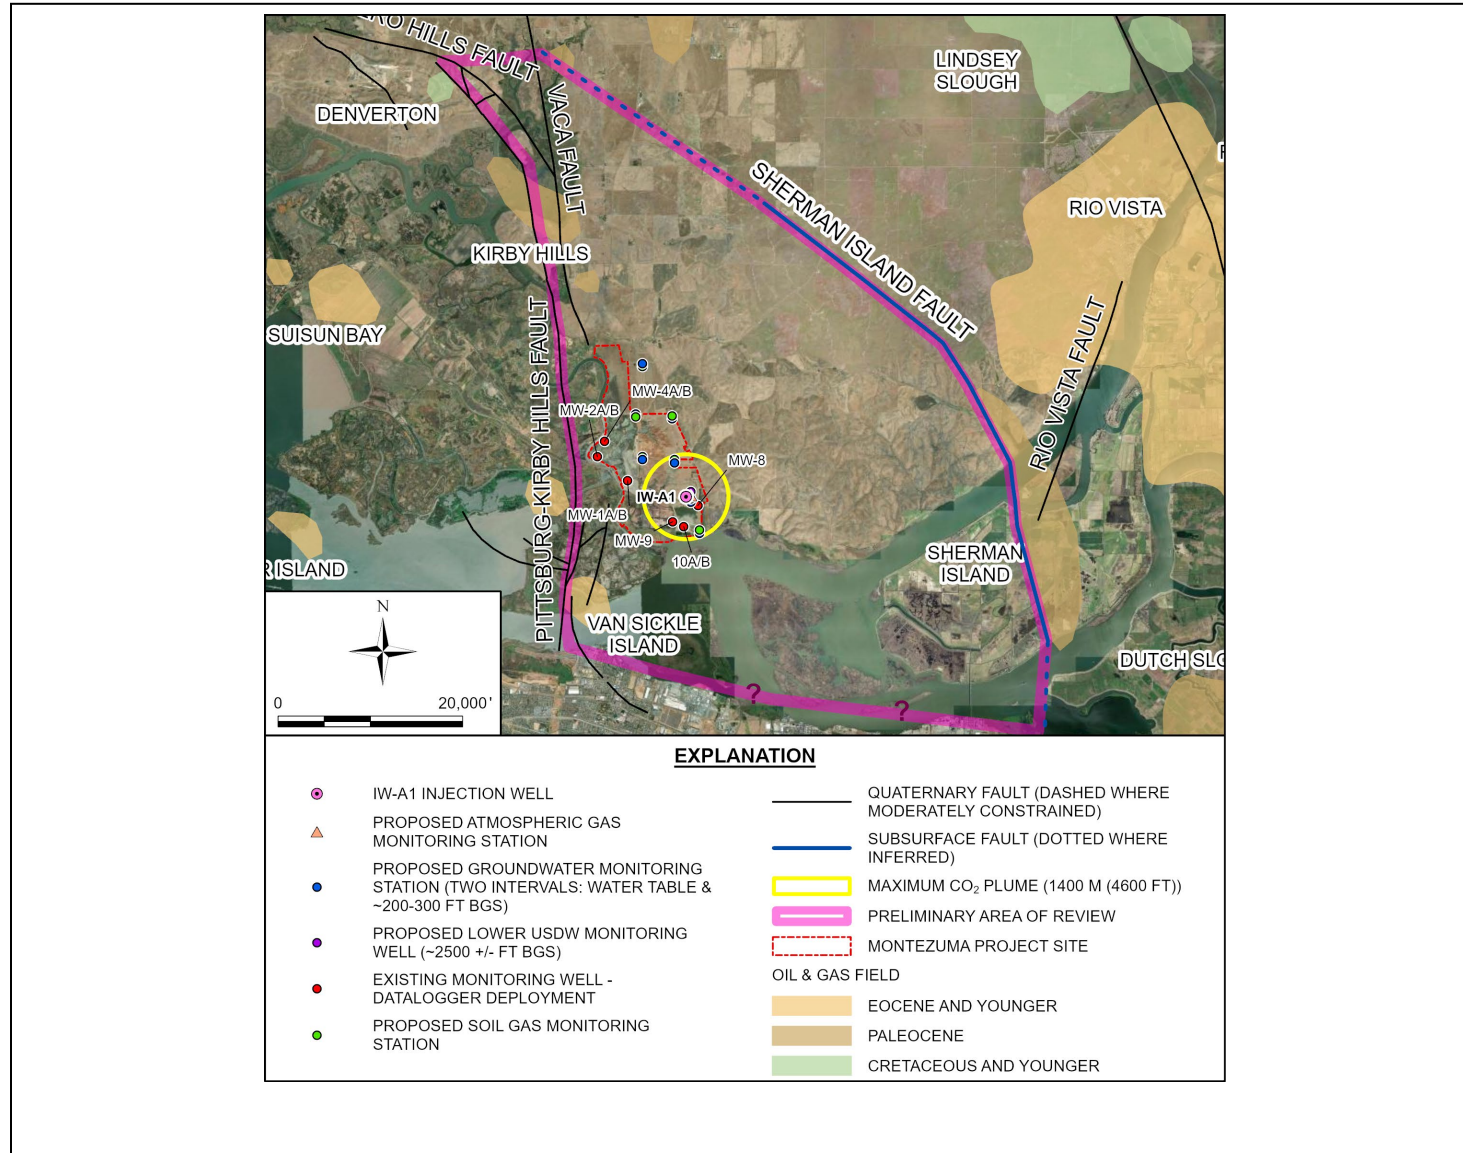 ERO HILLS FAULT
DENVERTON
VACA FAULT
LINDSEY
SLOUGH
SHERMAN ISLAND FAULT
RIO VISTA
KIRBY HILLS
SUISUN BAY
PITTSBURG-KIRBY HILLS FAULT
RIO VISTA FAULT
MW-4A/B
MW-2A/B
MW-8
IW-A1
MW-1A/B
MW-9
10A/B
SHERMAN
ISLAND
R ISLAND
VAN SICKLE
ISLAND
DUTCH SLO
?
?
N
0
20,000'
EXPLANATION
IW-A1 INJECTION WELL
PROPOSED ATMOSPHERIC GAS
MONITORING STATION
PROPOSED GROUNDWATER MONITORING
STATION (TWO INTERVALS: WATER TABLE &
~200-300 FT BGS)
PROPOSED LOWER USDW MONITORING
WELL (~2500 +/- FT BGS)
EXISTING MONITORING WELL -
DATALOGGER DEPLOYMENT
PROPOSED SOIL GAS MONITORING
STATION
QUATERNARY FAULT (DASHED WHERE
MODERATELY CONSTRAINED)
SUBSURFACE FAULT (DOTTED WHERE
INFERRED)
MAXIMUM CO₂ PLUME (1400 M (4600 FT))
PRELIMINARY AREA OF REVIEW
MONTEZUMA PROJECT SITE
OIL & GAS FIELD
EOCENE AND YOUNGER
PALEOCENE
CRETACEOUS AND YOUNGER